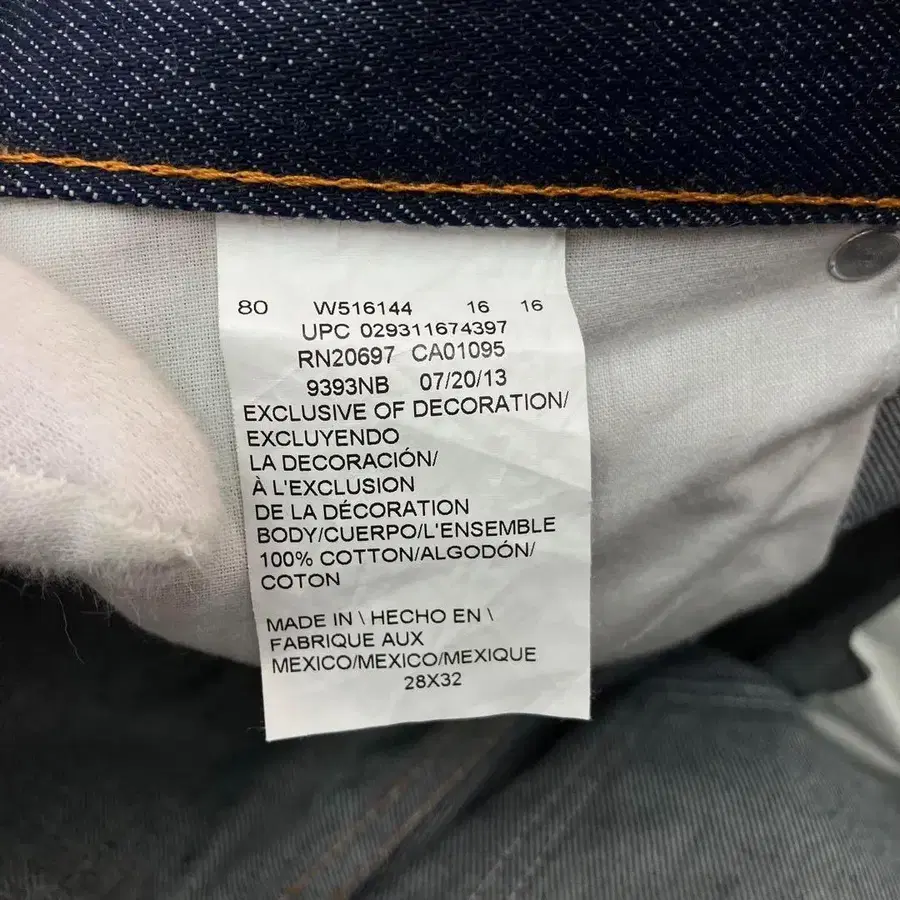 80 W516144 16 16
UPC 029311674397
RN20697 CA01095
9393NB 07/20/13
EXCLUSIVE OF DECORATION/
EXCLUYENDO
LA DECORACIÓN/
À L'EXCLUSION
DE LA DÉCORATION
BODY/CUERPO/L'ENSEMBLE
100% COTTON/ALGODÓN/
COTON
MADE IN \ HECHO EN \
FABRIQUE AUX
MEXICO/MEXICO/MEXIQUE
28X32